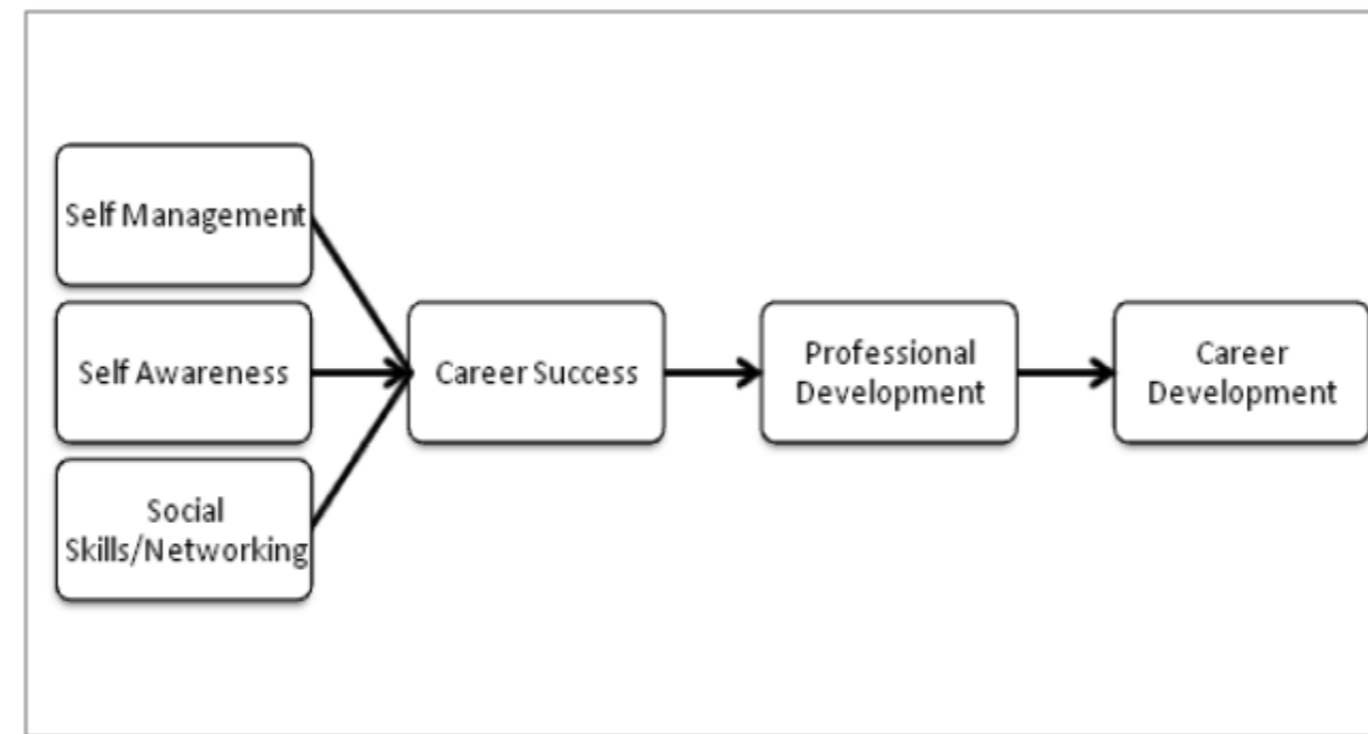 Self Management
Self Awareness
Social
Skills/Networking
Career Success
Professional
Development
Career
Development